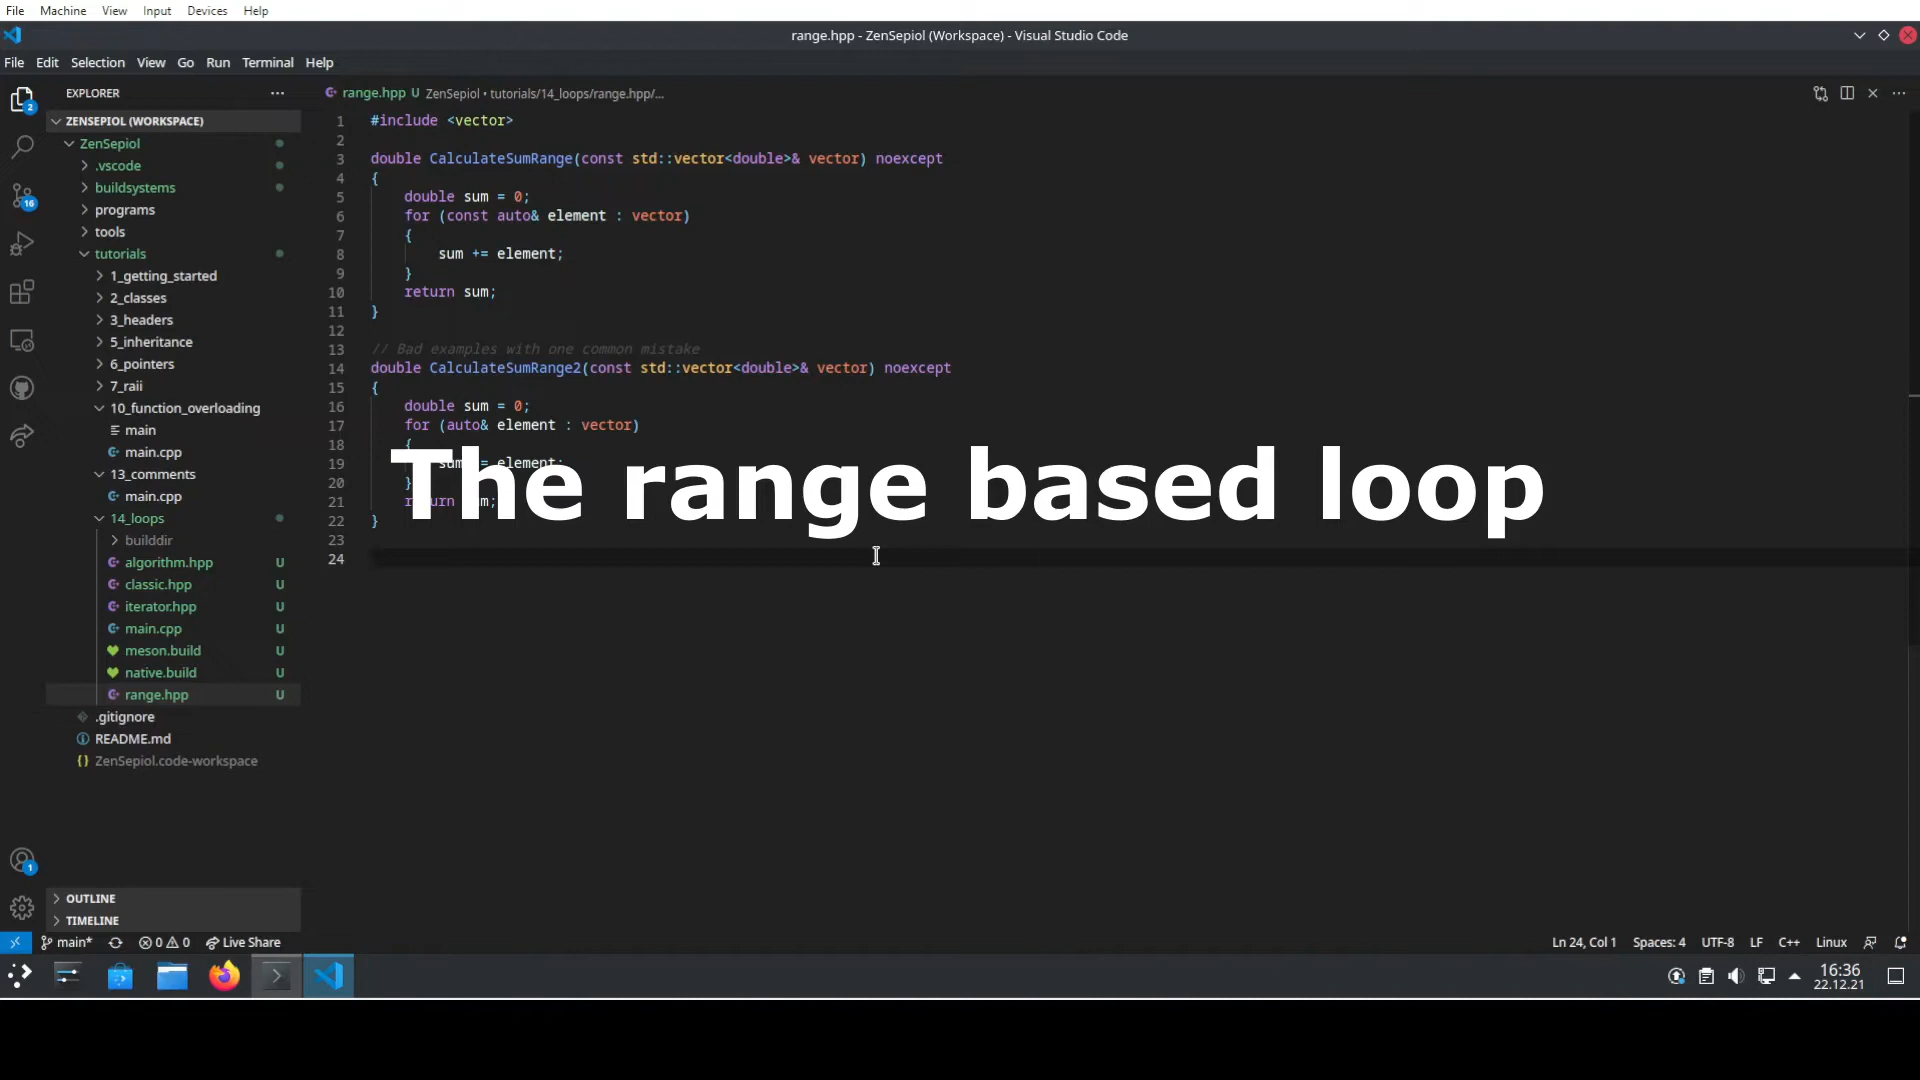 File Machine View Input Devices Help
range.hpp - ZenSepiol (Workspace) - Visual Studio Code
File Edit Selection View Go Run Terminal Help
EXPLORER
range.hpp U ZenSepiol • tutorials/14_loops/range.hpp/...
ZENSEPIOL (WORKSPACE)
ZenSepiol
.vscode
buildsystems
programs
tools
tutorials
1_getting_started
2_classes
3_headers
5_inheritance
6_pointers
7_raii
10_function_overloading
main
main.cpp
13_comments
main.cpp
14_loops
builddir
algorithm.hpp U
classic.hpp U
iterator.hpp U
main.cpp U
meson.build U
native.build U
range.hpp U
.gitignore
README.md
ZenSepiol.code-workspace
OUTLINE
TIMELINE
2
16
1
1 #include <vector>
2
3 double CalculateSumRange(const std::vector<double>& vector) noexcept
4 {
5 double sum = 0;
6 for (const auto& element : vector)
7 {
8 sum += element;
9 }
10 return sum;
11 }
12
13 // Bad examples with one common mistake
14 double CalculateSumRange2(const std::vector<double>& vector) noexcept
15 {
16 double sum = 0;
17 for (auto& element : vector)
18 {
19 sum += element;
20 }
21 return sum;
22 }
23
24
The range based loop
main* 0 0 Live Share
Ln 24, Col 1 Spaces: 4 UTF-8 LF C++ Linux
16:36
22.12.21